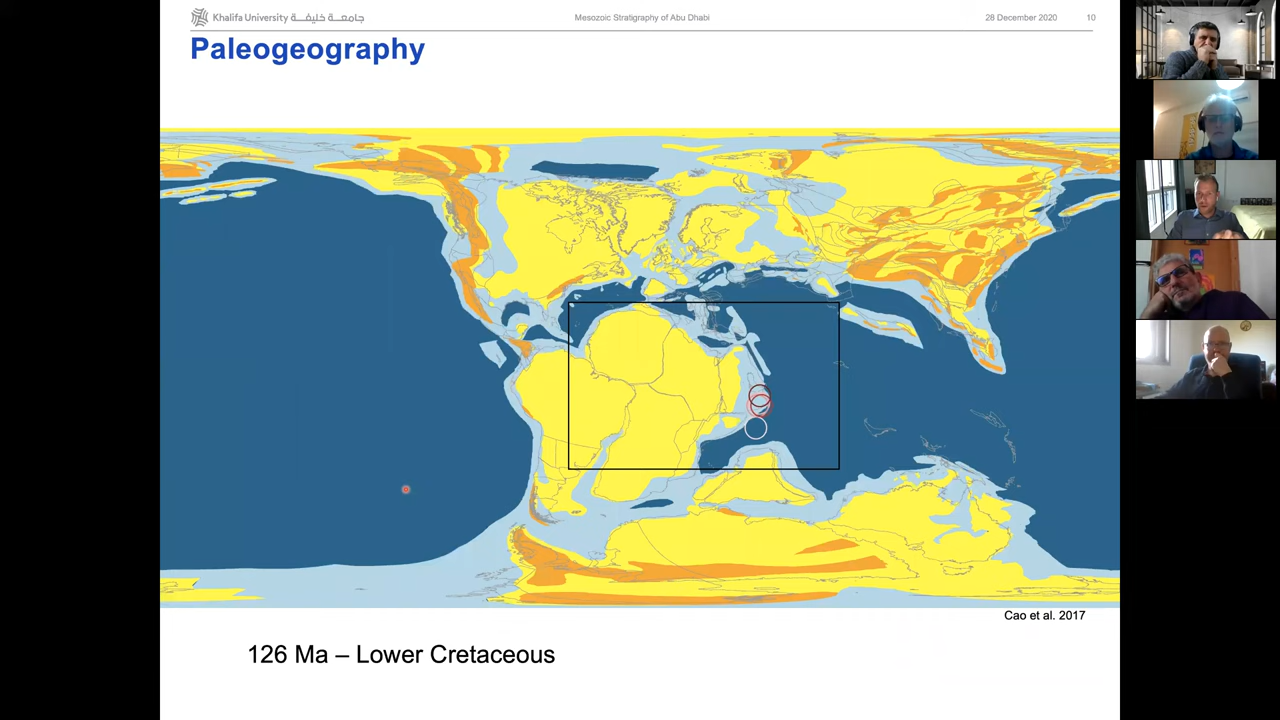 Khalifa University جامعة خليفة
Mesozoic Stratigraphy of Abu Dhabi
28 December 2020
10
Paleogeography
Cao et al. 2017
126 Ma – Lower Cretaceous